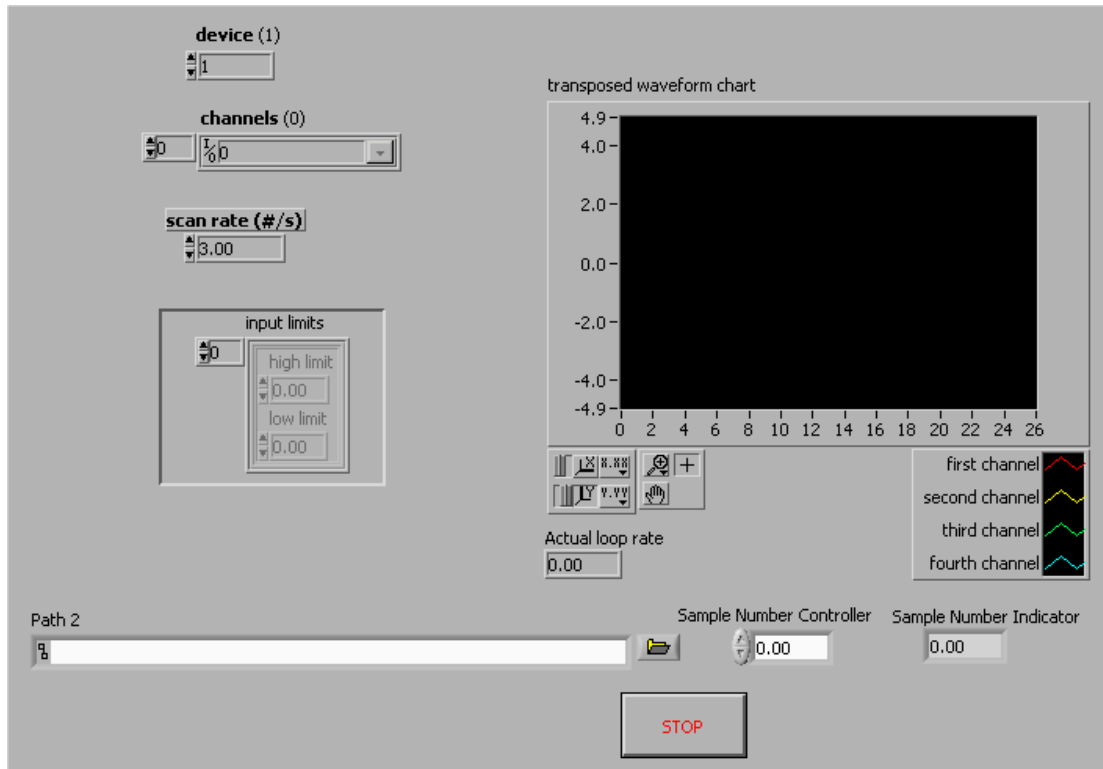 device (1)
1
channels (0)
0
I/O 0
scan rate (#/s)
3.00
input limits
0
high limit
0.00
low limit
0.00
transposed waveform chart
4.9
4.0
2.0
0.0
-2.0
-4.0
-4.9
0 2 4 6 8 10 12 14 16 18 20 22 24 26
X X.XX
Y Y.YY
first channel
second channel
third channel
fourth channel
Actual loop rate
0.00
Path 2
Sample Number Controller
0.00
Sample Number Indicator
0.00
STOP